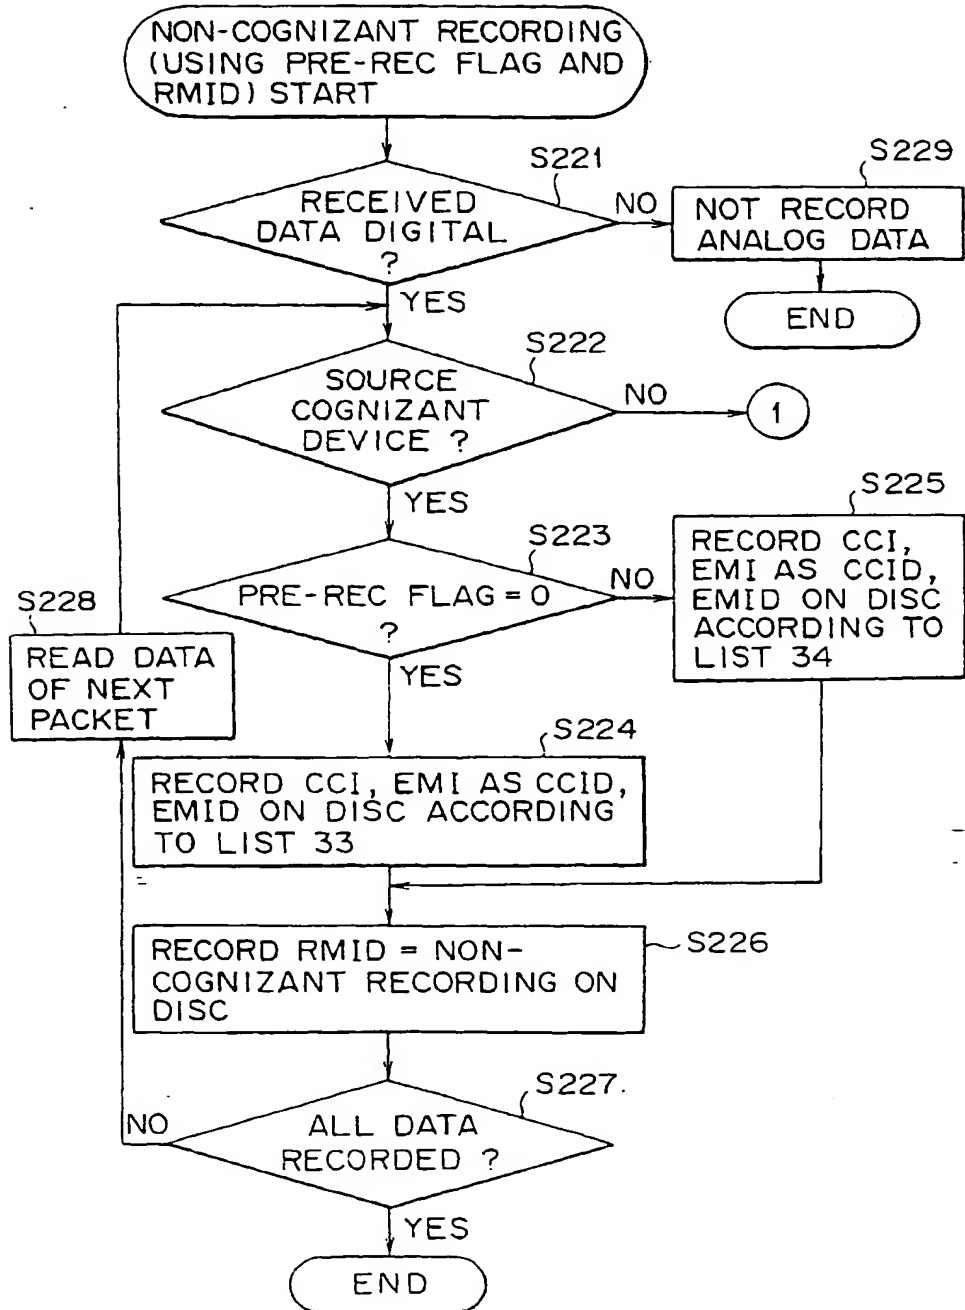 NON-COGNIZANT RECORDING
(USING PRE-REC FLAG AND
RMID) START
S221
RECEIVED
DATA DIGITAL
?
NO
S229
NOT RECORD
ANALOG DATA
END
YES
S222
SOURCE
COGNIZANT
DEVICE ?
NO
1
YES
S223
PRE-REC FLAG = 0
?
NO
S225
RECORD CCI,
EMI AS CCID,
EMID ON DISC
ACCORDING TO
LIST 34
S228
READ DATA
OF NEXT
PACKET
YES
S224
RECORD CCI, EMI AS CCID,
EMID ON DISC ACCORDING
TO LIST 33
RECORD RMID = NON-
COGNIZANT RECORDING ON
DISC
S226
S227.
NO
ALL DATA
RECORDED ?
YES
END